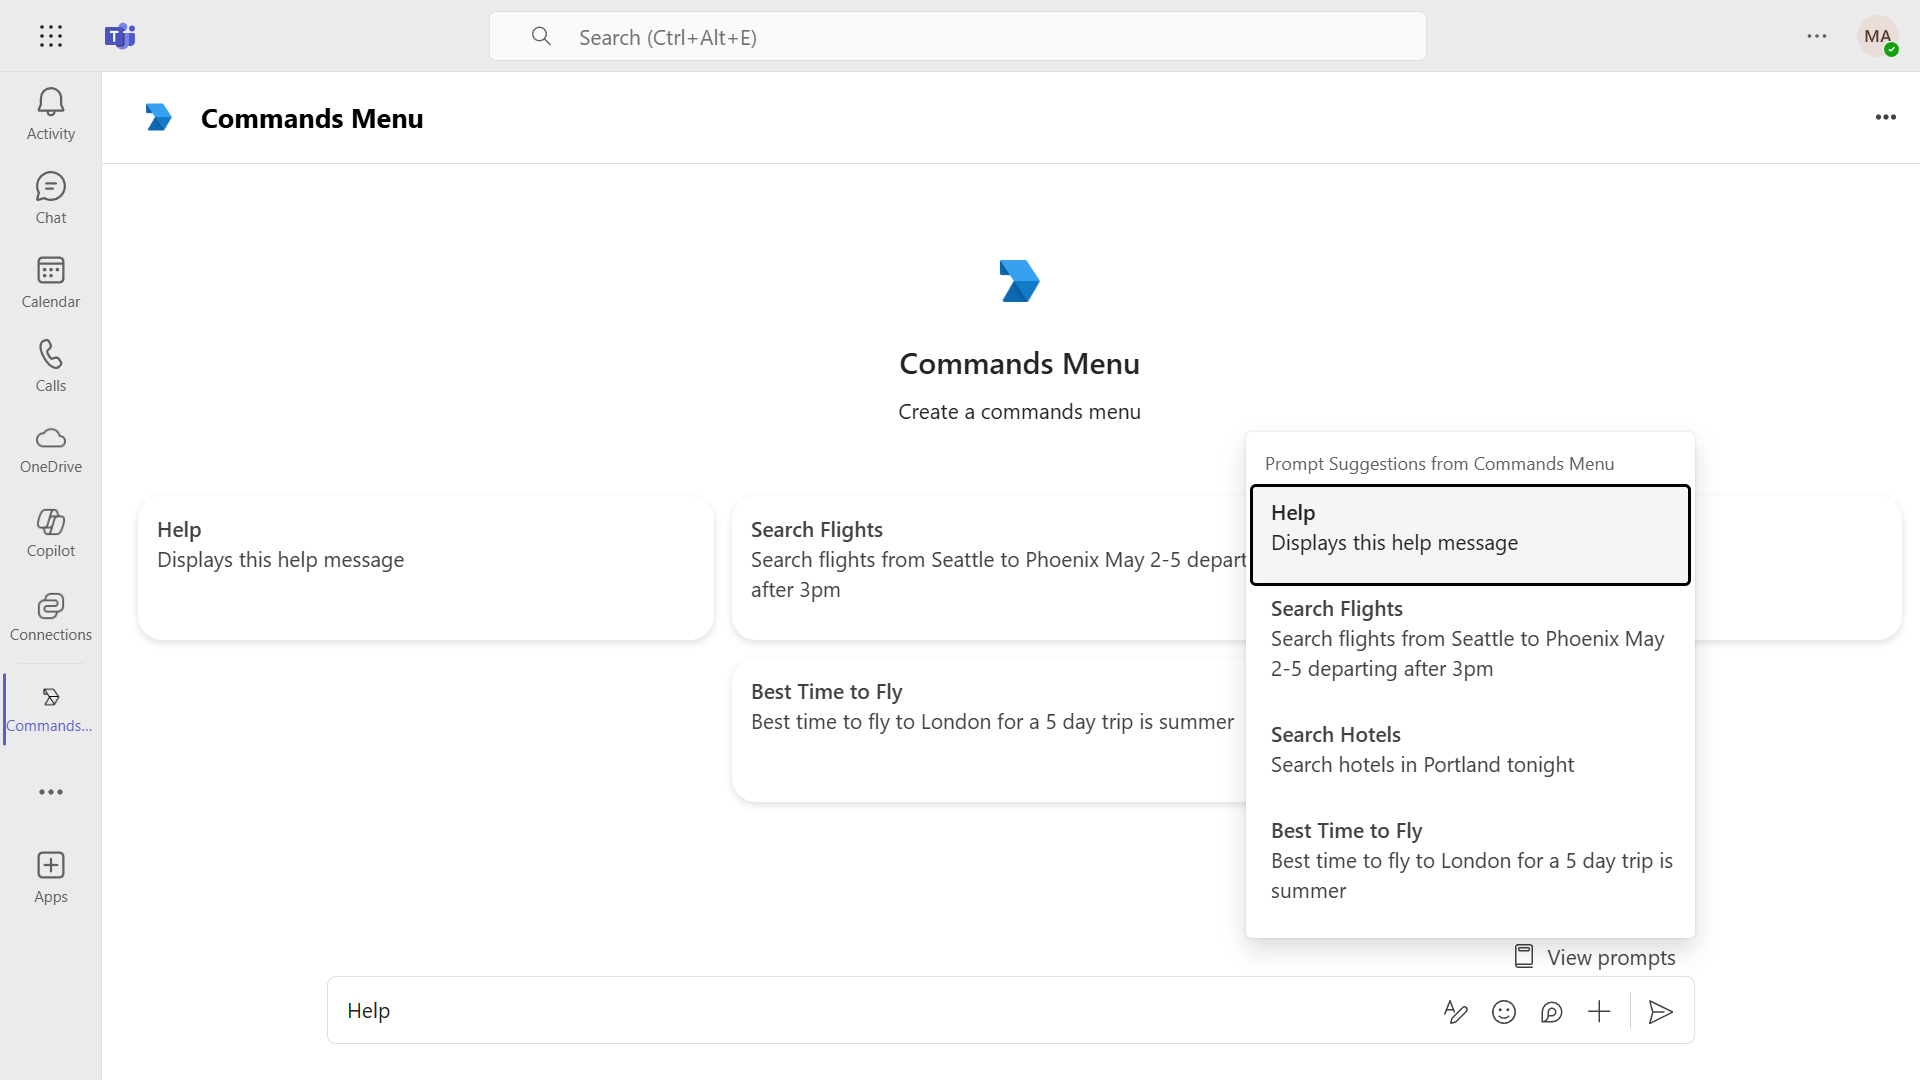 Search (Ctrl+Alt+E)
MA
Activity
Chat
Calendar
Calls
OneDrive
Copilot
Connections
Commands...
Apps
Commands Menu
Commands Menu
Create a commands menu
Help
Displays this help message
Search Flights
Search flights from Seattle to Phoenix May 2-5 depart
after 3pm
Best Time to Fly
Best time to fly to London for a 5 day trip is summer
Prompt Suggestions from Commands Menu
Help
Displays this help message
Search Flights
Search flights from Seattle to Phoenix May
2-5 departing after 3pm
Search Hotels
Search hotels in Portland tonight
Best Time to Fly
Best time to fly to London for a 5 day trip is
summer
View prompts
Help